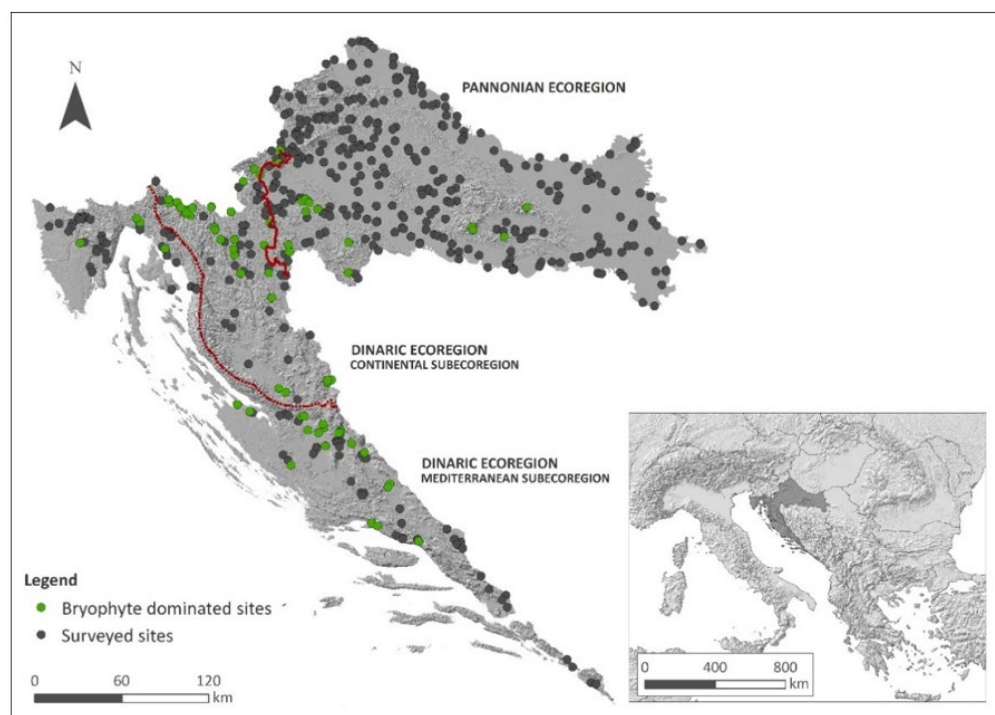 N
PANNONIAN ECOREGION
DINARIC ECOREGION
CONTINENTAL SUBECOREGION
DINARIC ECOREGION
MEDITERRANEAN SUBECOREGION
Legend
Bryophyte dominated sites
Surveyed sites
0 60 120
km
0 400 800
km